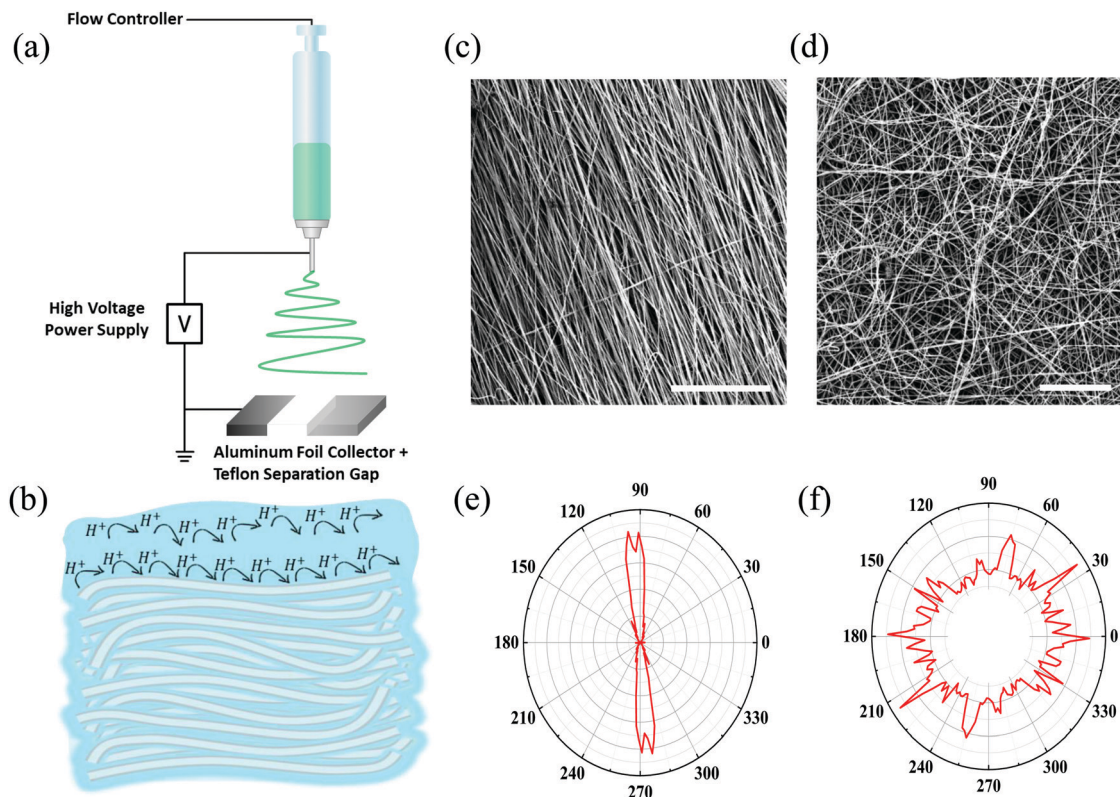 Flow Controller
(a)
High Voltage
Power Supply
V
Aluminum Foil Collector +
Teflon Separation Gap
(b)
H+ H+ H+ H+ H+ H+ H+
H+ H+ H+ H+ H+ H+ H+ H+
(c)
(d)
(e)
90
120
60
150
30
180
0
210
330
240
300
270
(f)
90
120
60
150
30
180
0
210
330
240
300
270